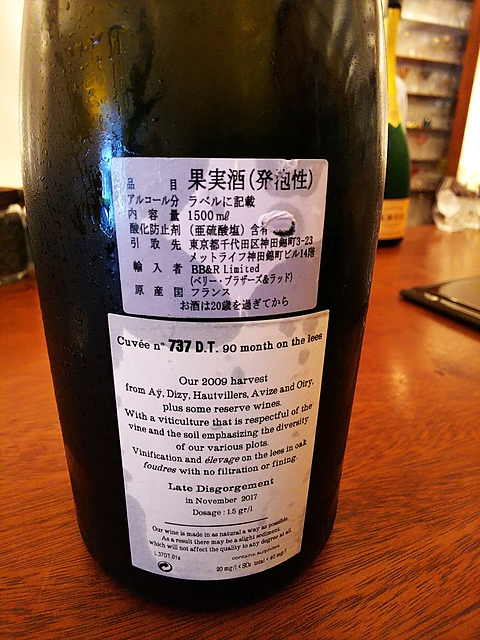 品　目 果実酒(発泡性)
アルコール分 ラベルに記載
内容量 1500㎖
酸化防止剤 (亜硫酸塩) 含有
引取先 東京都千代田区神田錦町3-23
メットライフ神田錦町ビル14階
輸入者 BB&R Limited
(ベリー・ブラザーズ&ラッド)
原産国 フランス
お酒は20歳を過ぎてから
Cuvée n° 737 D.T. 90 month on the lees
Our 2009 harvest
from Aÿ, Dizy, Hautvillers, Avize and Oiry,
plus some reserve wines.
With a viticulture that is respectful of the
vine and the soil emphasizing the diversity
of our various plots.
Vinification and élevage on the lees in oak
foudres with no filtration or fining.
Late Disgorgement
in November 2017
Dosage : 1.5 gr/l
Our wine is made in as natural a way as possible.
As a result there may be a slight sediment,
which will not affect the quality to any degree at all.
L37DT.01a
contains sulphites
20 mg/l < SO₂ total < 40 mg/l